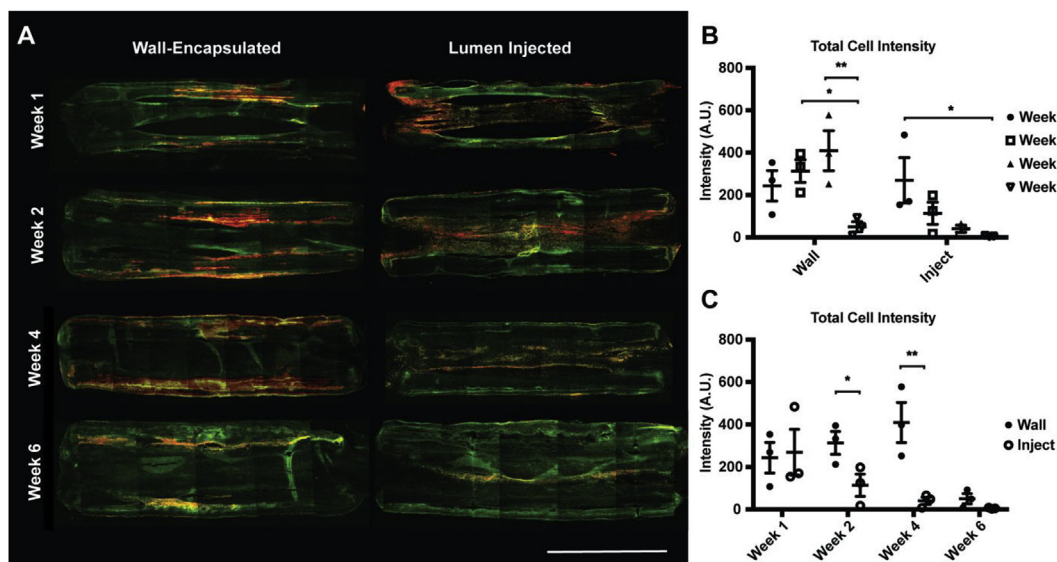 A
Wall-Encapsulated
Lumen Injected
Week 1
Week 2
Week 4
Week 6
B
Total Cell Intensity
Intensity (A.U.)
800
600
400
200
0
**
*
*
Wall
Inject
Week
Week
Week
Week
C
Total Cell Intensity
Intensity (A.U.)
800
600
400
200
0
*
**
Week 1
Week 2
Week 4
Week 6
Wall
Inject